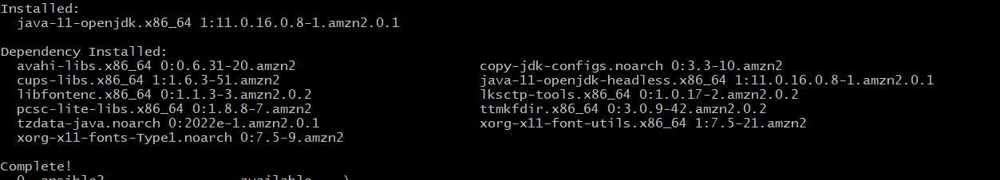 Installed:
java-11-openjdk.x86_64 1:11.0.16.0.8-1.amzn2.0.1
Dependency Installed:
avahi-libs.x86_64 0:0.6.31-20.amzn2 copy-jdk-configs.noarch 0:3.3-10.amzn2
cups-libs.x86_64 1:1.6.3-51.amzn2 java-11-openjdk-headless.x86_64 1:11.0.16.0.8-1.amzn2.0.1
libfontenc.x86_64 0:1.1.3-3.amzn2.0.2 lksctp-tools.x86_64 0:1.0.17-2.amzn2.0.2
pcsc-lite-libs.x86_64 0:1.8.8-7.amzn2 ttmkfdir.x86_64 0:3.0.9-42.amzn2.0.2
tzdata-java.noarch 0:2022e-1.amzn2.0.1 xorg-x11-font-utils.x86_64 1:7.5-21.amzn2
xorg-x11-fonts-Type1.noarch 0:7.5-9.amzn2
Complete!
0 ansible2 available \